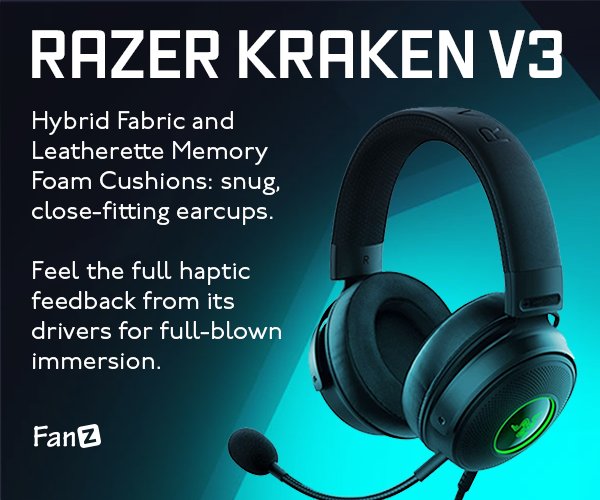 RAZER KRAKEN V3
Hybrid Fabric and
Leatherette Memory
Foam Cushions: snug,
close-fitting earcups.
Feel the full haptic
feedback from its
drivers for full-blown
immersion.
FanZ
R